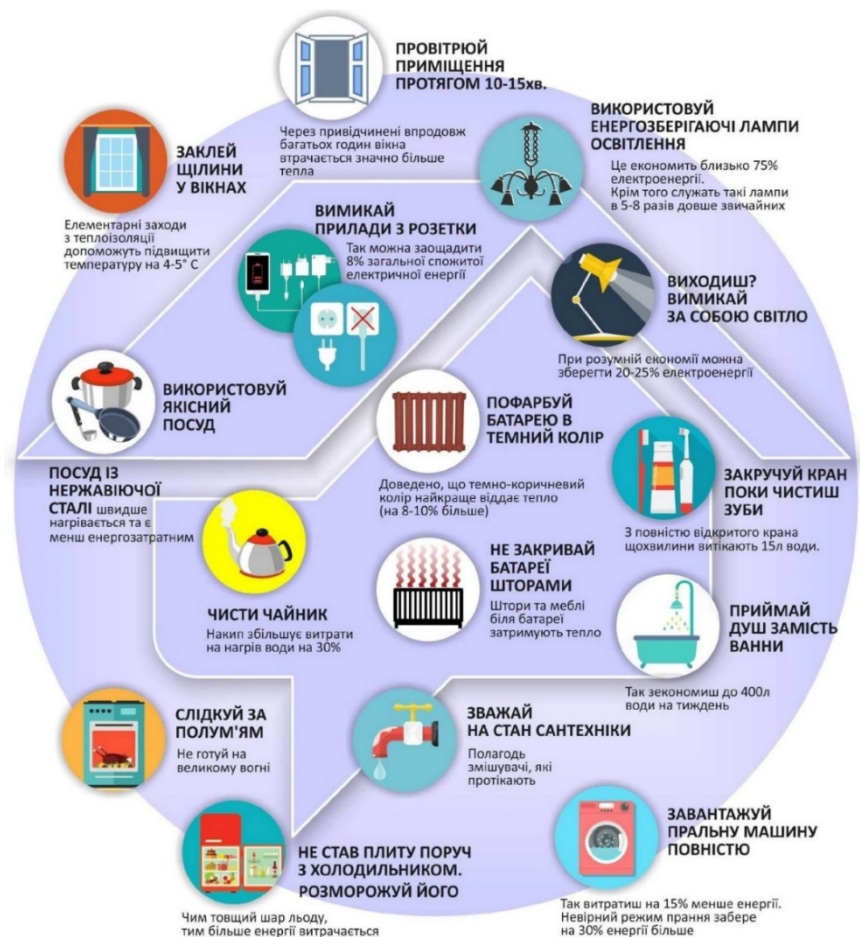 ПРОВІТРЮЙ
ПРИМІЩЕННЯ
ПРОТЯГОМ 10-15хв.
Через привідчинені впродовж
багатьох годин вікна
втрачається значно більше
тепла
ВИКОРИСТОВУЙ
ЕНЕРГОЗБЕРІГАЮЧІ ЛАМПИ
ОСВІТЛЕННЯ
Це економить близько 75%
електроенергії.
Крім того служать такі лампи
в 5-8 разів довше звичайних
ЗАКЛЕЙ
ЩІЛИНИ
У ВІКНАХ
Елементарні заходи
з теплоізоляції
допоможуть підвищити
температуру на 4-5° С
ВИМИКАЙ
ПРИЛАДИ З РОЗЕТКИ
Так можна заощадити
8% загальної спожитої
електричної енергії
ВИХОДИШ?
ВИМИКАЙ
ЗА СОБОЮ СВІТЛО
При розумній економії можна
зберегти 20-25% електроенергії
ВИКОРИСТОВУЙ
ЯКІСНИЙ
ПОСУД
ПОСУД ІЗ
НЕРЖАВІЮЧОЇ
СТАЛІ швидше
нагрівається та є
менш енергозатратним
ПОФАРБУЙ
БАТАРЕЮ В
ТЕМНИЙ КОЛІР
Доведено, що темно-коричневий
колір найкраще віддає тепло
(на 8-10% більше)
ЗАКРУЧУЙ КРАН
ПОКИ ЧИСТИШ
ЗУБИ
З повністю відкритого крана
щохвилини витікають 15л води.
ЧИСТИ ЧАЙНИК
Накип збільшує витрати
на нагрів води на 30%
НЕ ЗАКРИВАЙ
БАТАРЕЇ
ШТОРАМИ
Штори та меблі
біля батареї
затримують тепло
ПРИЙМАЙ
ДУШ ЗАМІСТЬ
ВАННИ
Так зекономиш до 400л
води на тиждень
СЛІДКУЙ ЗА
ПОЛУМ'ЯМ
Не готуй на
великому вогні
ЗВАЖАЙ
НА СТАН САНТЕХНІКИ
Полагодь
змішувачі, які
протікають
НЕ СТАВ ПЛИТУ ПОРУЧ
З ХОЛОДИЛЬНИКОМ.
РОЗМОРОЖУЙ ЙОГО
Чим товщий шар льоду,
тим більше енергії витрачається
ЗАВАНТАЖУЙ
ПРАЛЬНУ МАШИНУ
ПОВНІСТЮ
Так витратиш на 15% менше енергії.
Невірний режим прання забере
на 30% енергії більше